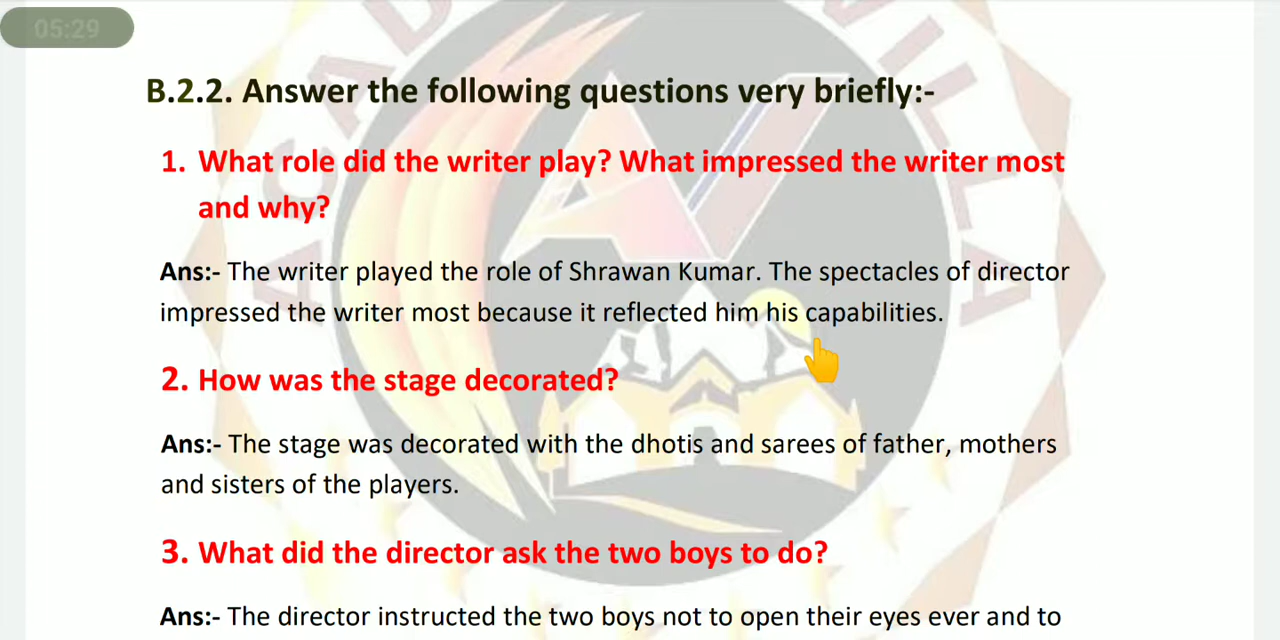 05:29
B.2.2. Answer the following questions very briefly:-
1. What role did the writer play? What impressed the writer most
and why?
Ans:- The writer played the role of Shrawan Kumar. The spectacles of director
impressed the writer most because it reflected him his capabilities.
2. How was the stage decorated?
Ans:- The stage was decorated with the dhotis and sarees of father, mothers
and sisters of the players.
3. What did the director ask the two boys to do?
Ans:- The director instructed the two boys not to open their eyes ever and to